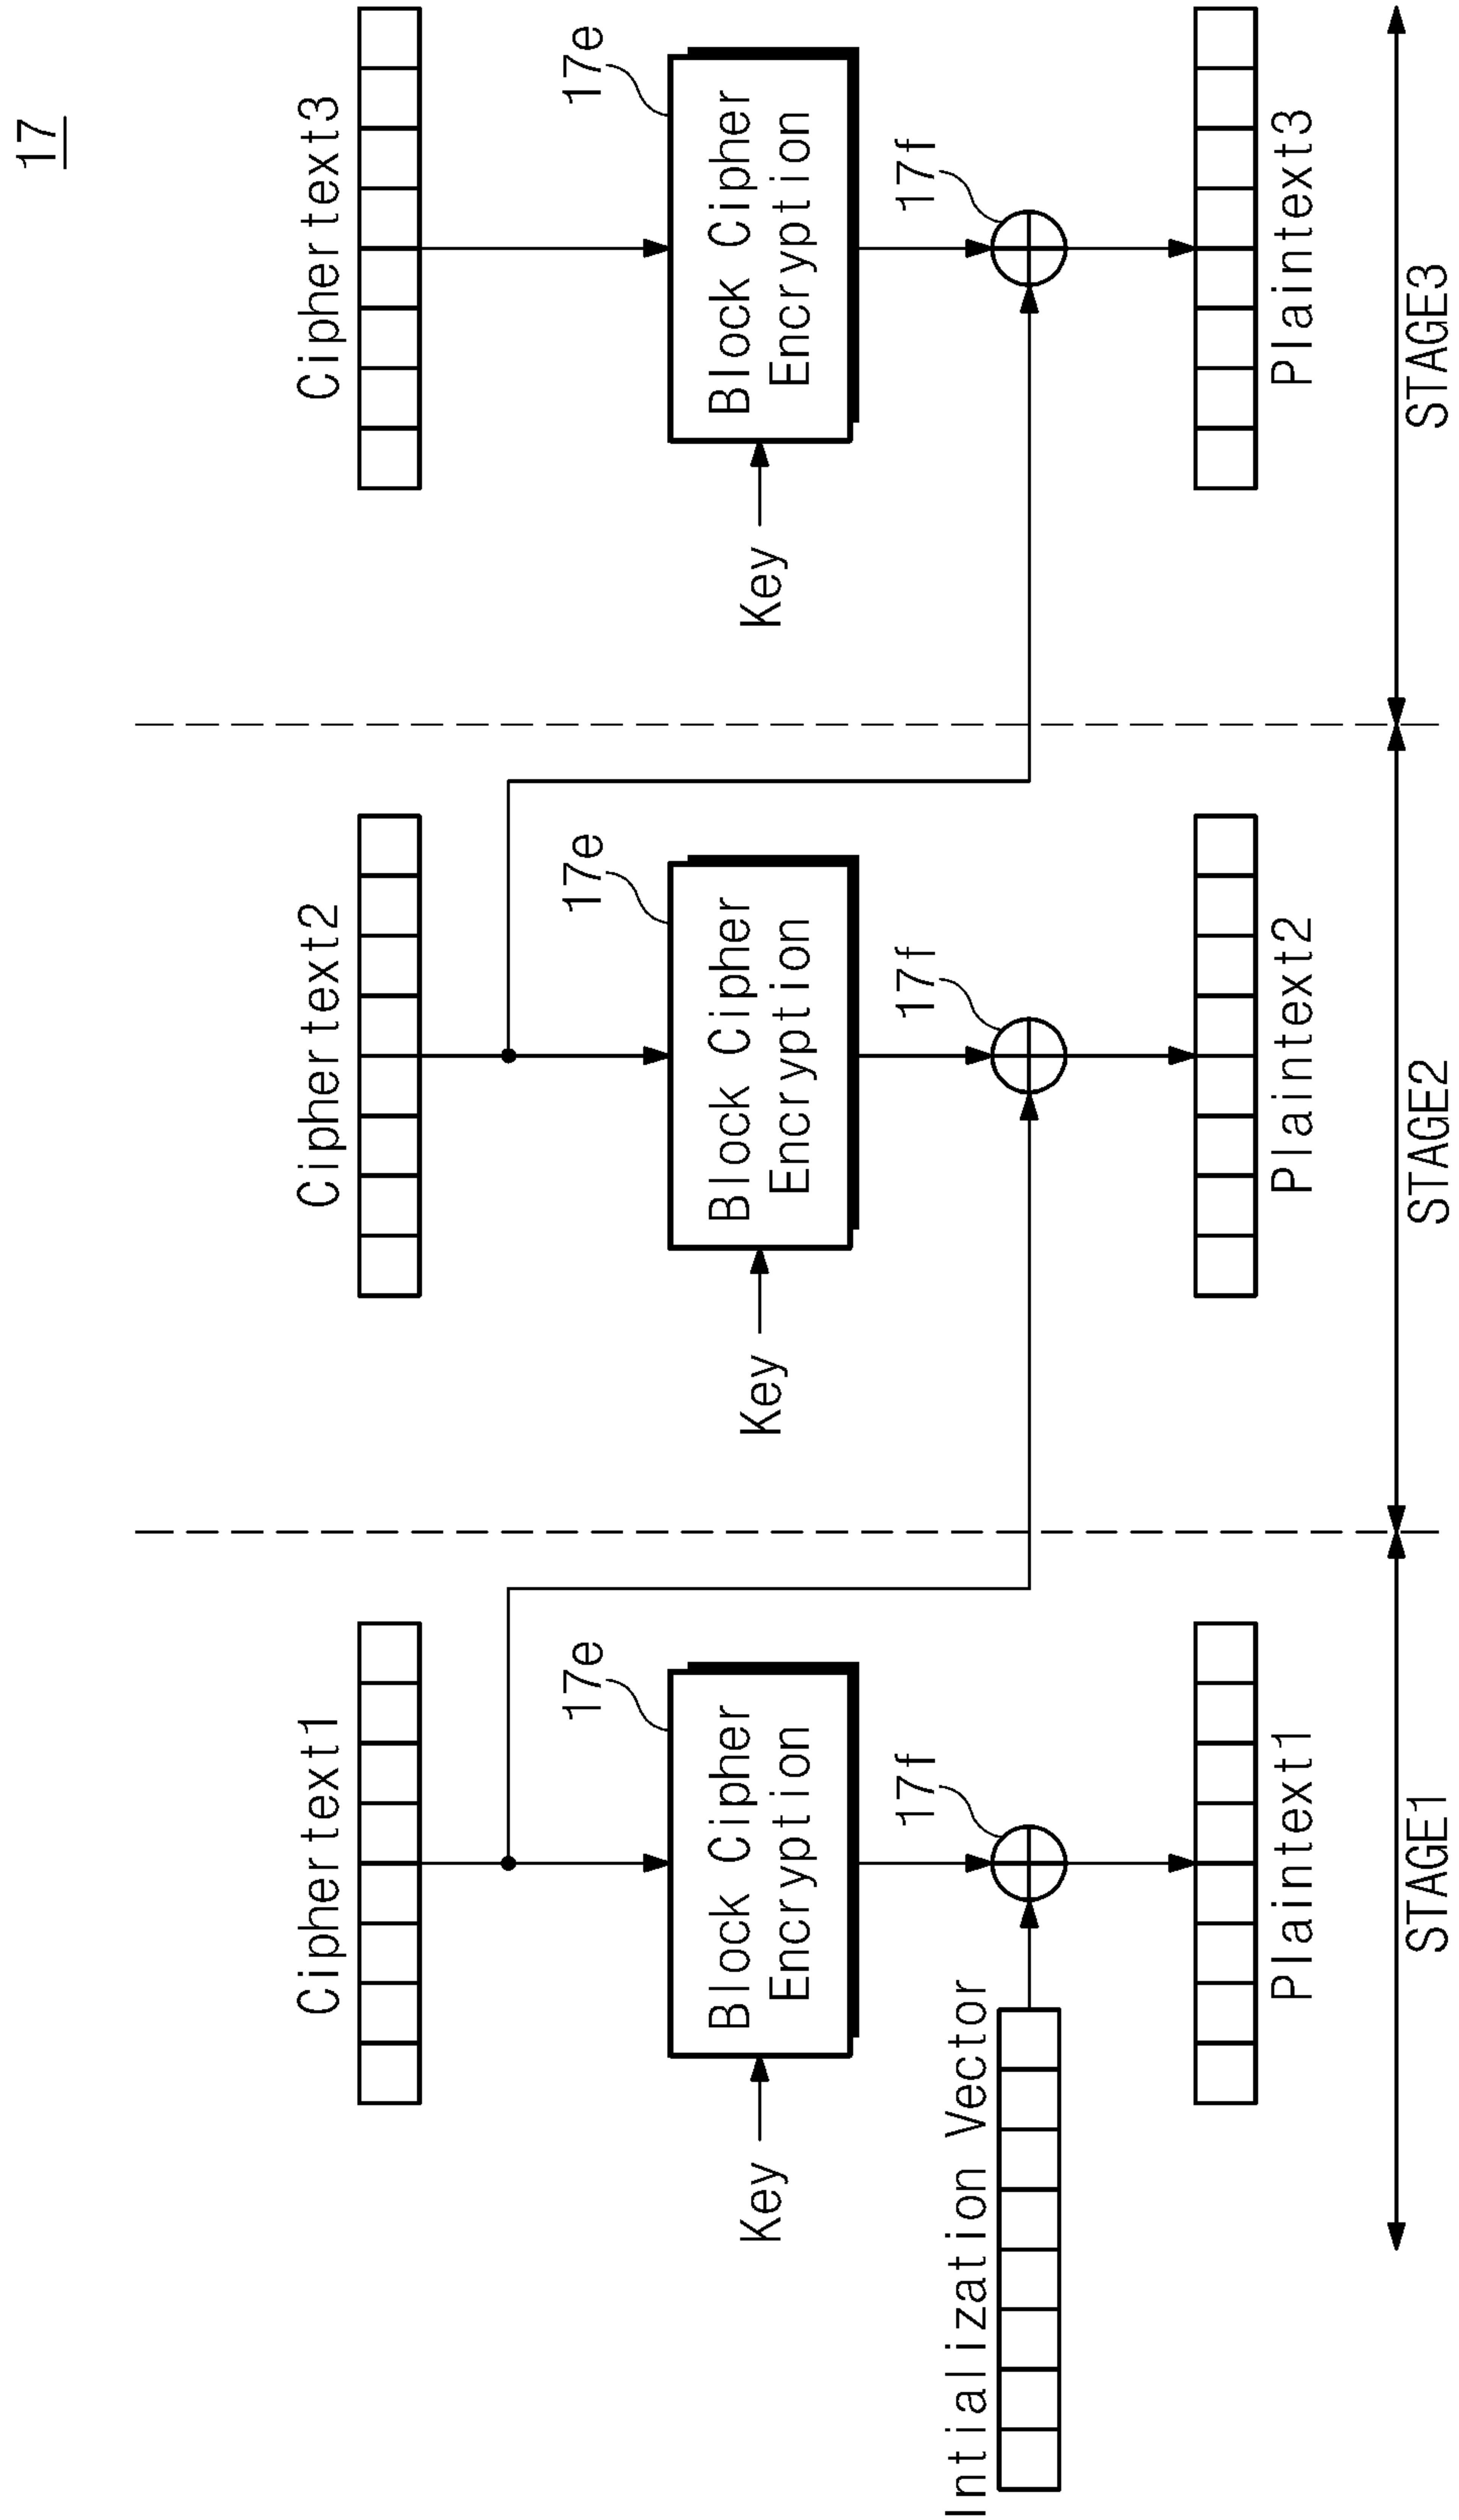 17
Ciphertext1
Ciphertext2
Ciphertext3
17e
17e
17e
Key
Block Cipher
Encryption
Key
Block Cipher
Encryption
Key
Block Cipher
Encryption
17f
17f
17f
Intialization Vector
Plaintext1
Plaintext2
Plaintext3
STAGE1
STAGE2
STAGE3